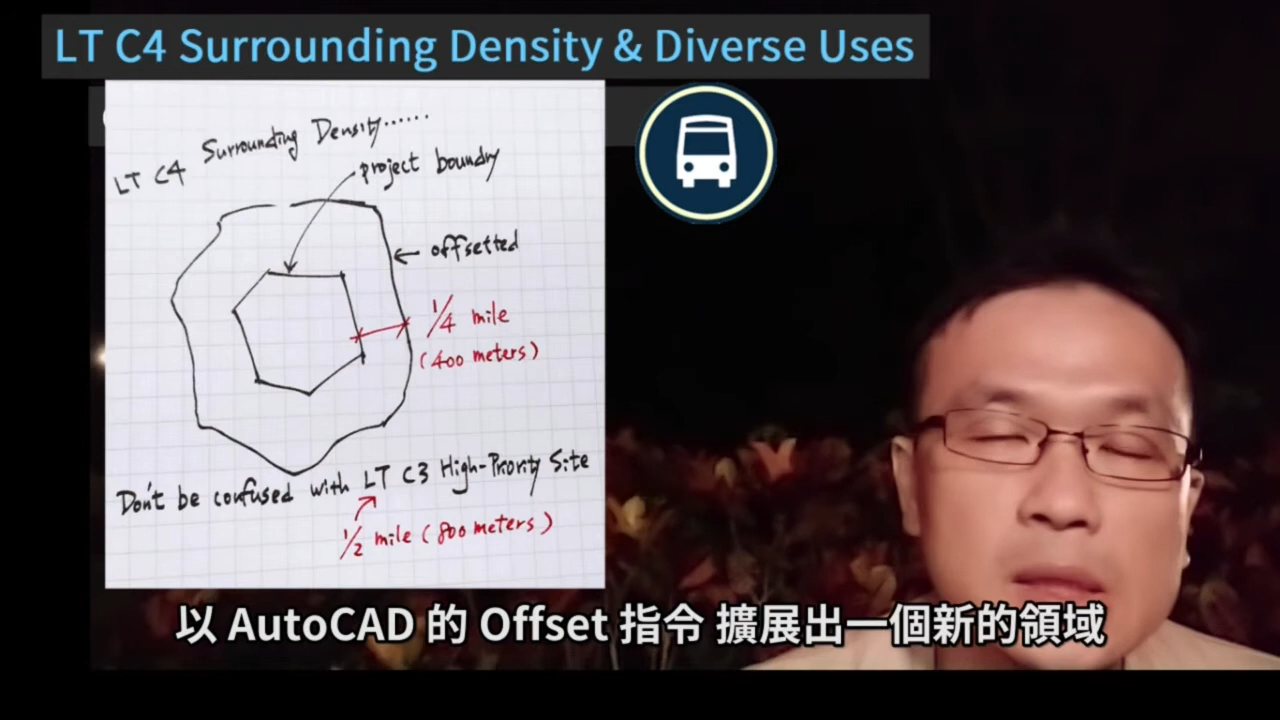 LT C4 Surrounding Density & Diverse Uses
LT C4 Surrounding Density......
project boundry
offsetted
1/4 mile
(400 meters)
Don't be confused with LT C3 High-Priority Site
1/2 mile (800 meters)
以 AutoCAD 的 Offset 指令 擴展出一個新的領域